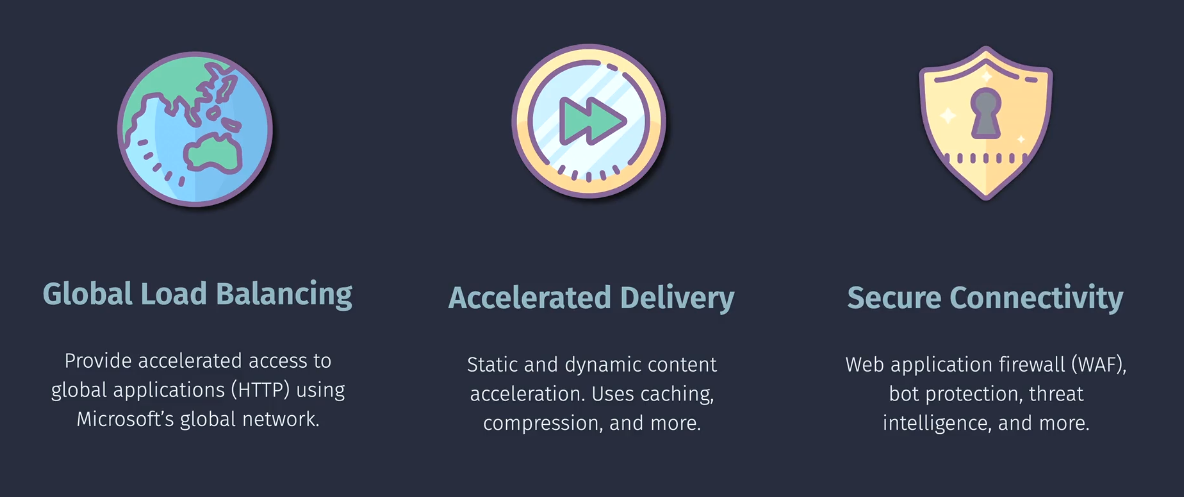 Global Load Balancing
Provide accelerated access to
global applications (HTTP) using
Microsoft's global network.
Accelerated Delivery
Static and dynamic content
acceleration. Uses caching,
compression, and more.
Secure Connectivity
Web application firewall (WAF),
bot protection, threat
intelligence, and more.